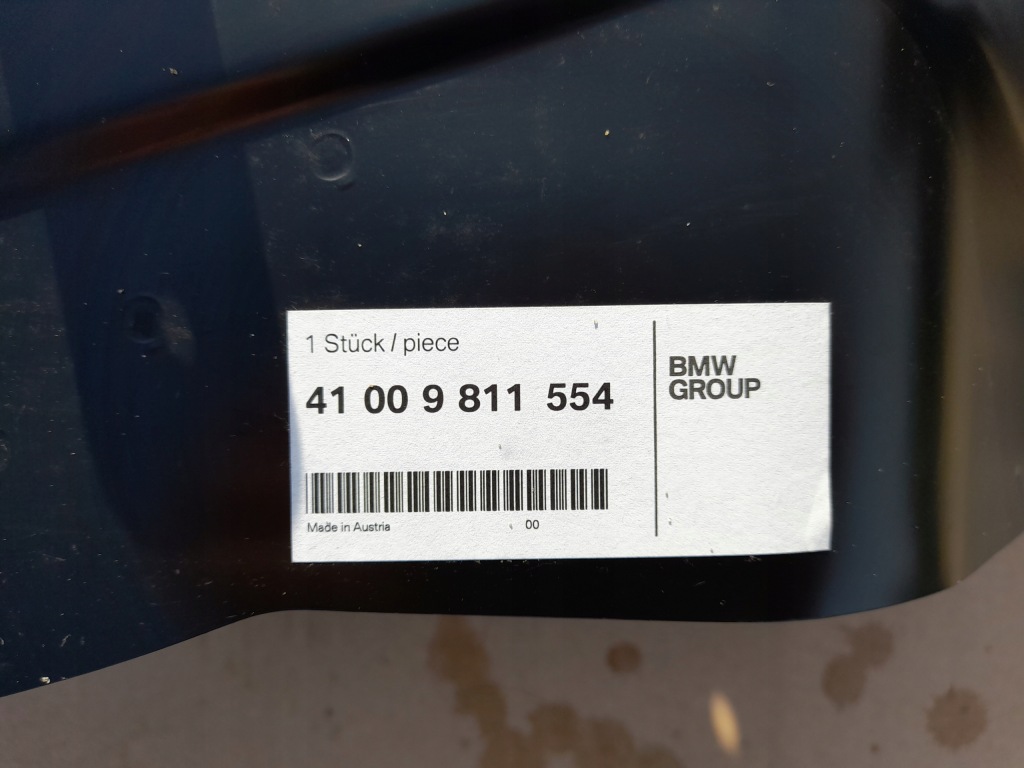 1 Stück / piece
41 00 9 811 554
BMW
GROUP
Made in Austria
00